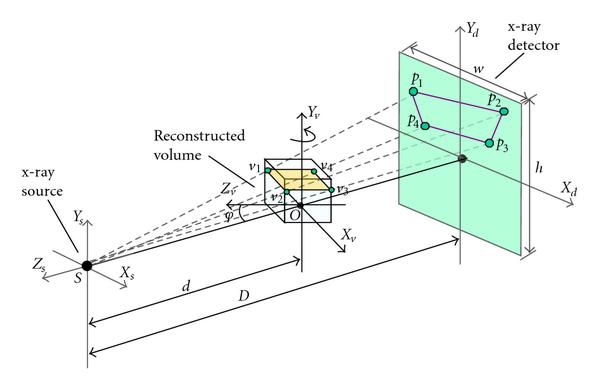 x-ray
detector
Y_d
w
p_1
p_2
p_4
p_3
h
X_d
Reconstructed
volume
Y_v
v_1
v_4
Z_v
v_2
v_3
φ
O
X_v
x-ray
source
Y_s
Z_s
S
X_s
d
D